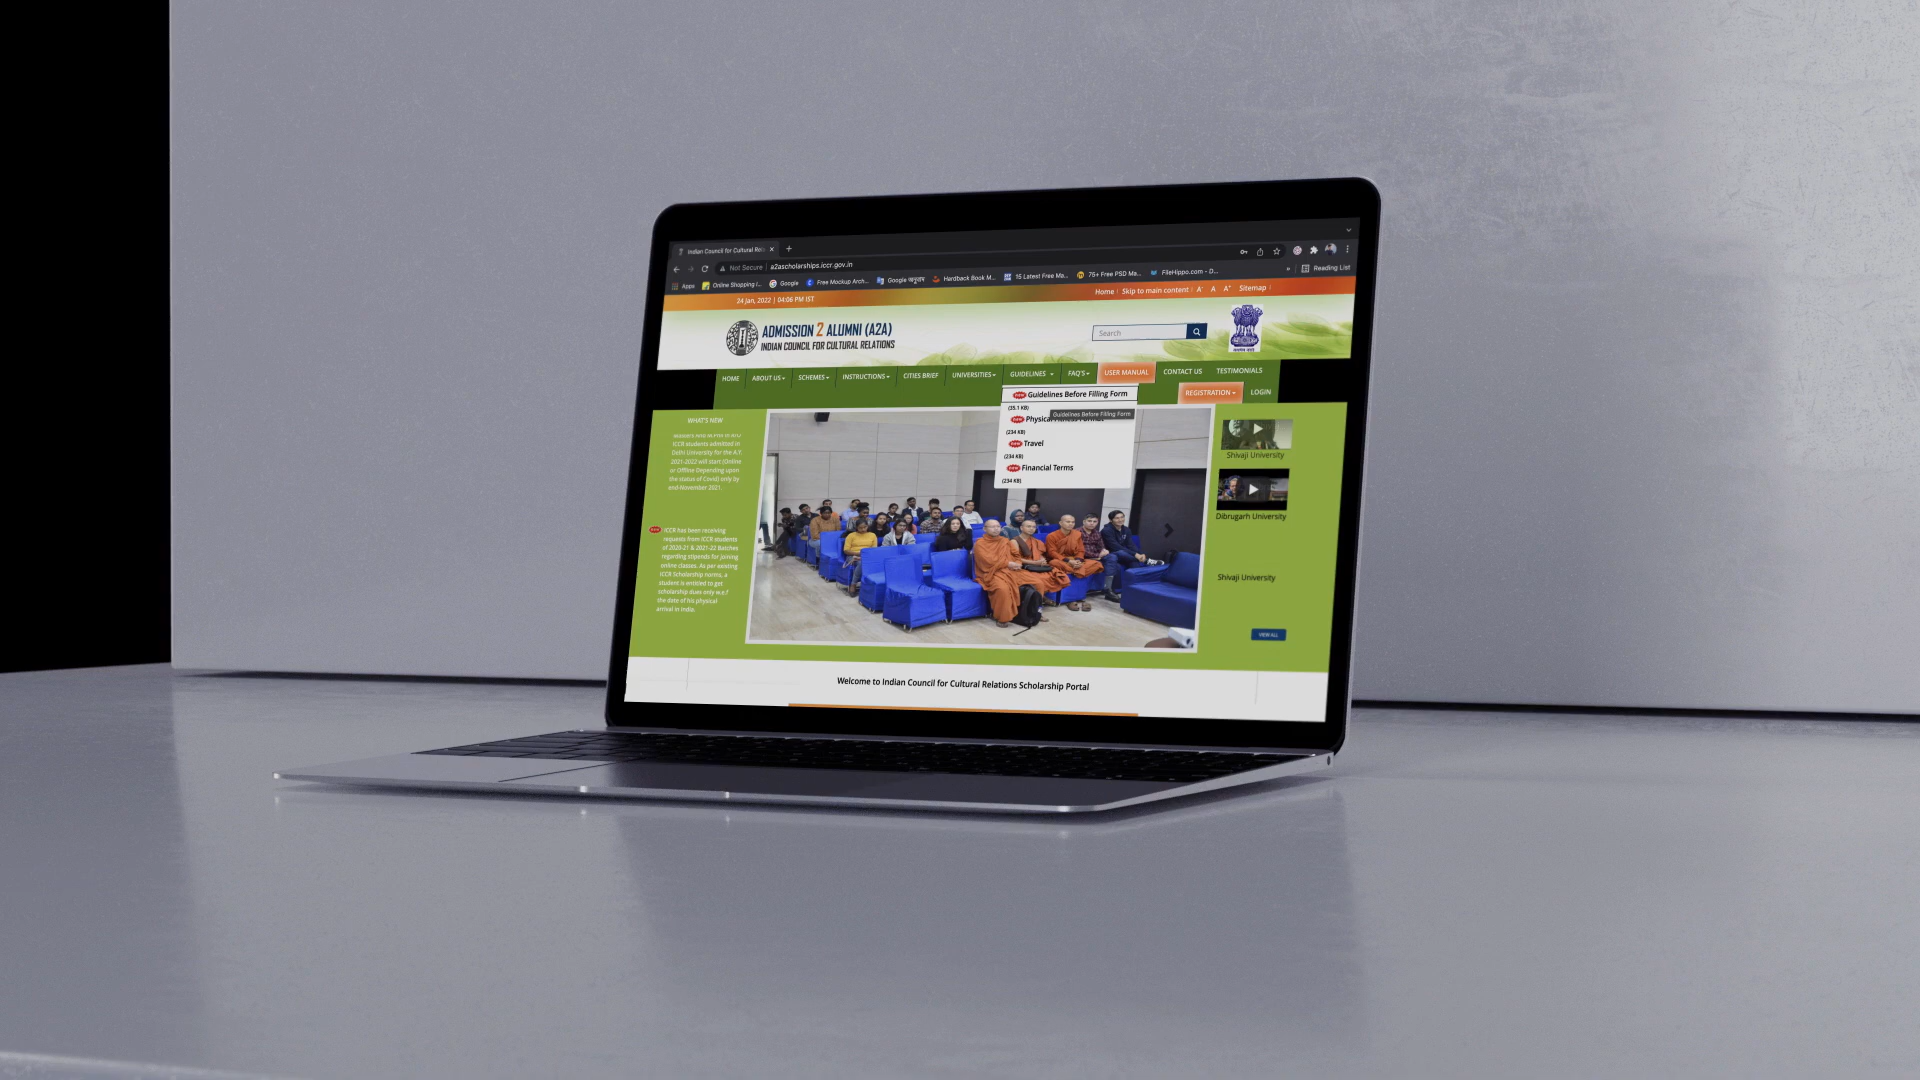 Indian Council for Cultural Rel
Not Secure | a2ascholarships.iccr.gov.in
Apps
Online Shopping I...
Google
Free Mockup Arch...
Google अनुवाद
Hardback Book M...
15 Latest Free Ma...
75+ Free PSD Ma...
FileHippo.com - D...
»
Reading List
24 Jan, 2022 | 04:06 PM IST
Home
Skip to main content
A-
A
A+
Sitemap
ADMISSION 2 ALUMNI (A2A)
INDIAN COUNCIL FOR CULTURAL RELATIONS
Search
HOME
ABOUT US
SCHEMES
INSTRUCTIONS
CITIES BRIEF
UNIVERSITIES
GUIDELINES
FAQ'S
USER MANUAL
CONTACT US
TESTIMONIALS
REGISTRATION
LOGIN
new Guidelines Before Filling Form
(35.1 KB)
Guidelines Before Filling Form
new Physical
(234 KB)
new Travel
(234 KB)
new Financial Terms
(234 KB)
WHAT'S NEW
ICCR students admitted in
Delhi University for the A.Y.
2021-2022 will start (Online
or Offline Depending upon
the status of Covid) only by
end-November 2021.
new ICCR has been receiving
requests from ICCR students
of 2020-21 & 2021-22 Batches
regarding stipends for joining
online classes. As per existing
ICCR Scholarship norms, a
student is entitled to get
scholarship dues only w.e.f
the date of his physical
arrival in India.
Shivaji University
Dibrugarh University
Shivaji University
VIEW ALL
Welcome to Indian Council for Cultural Relations Scholarship Portal